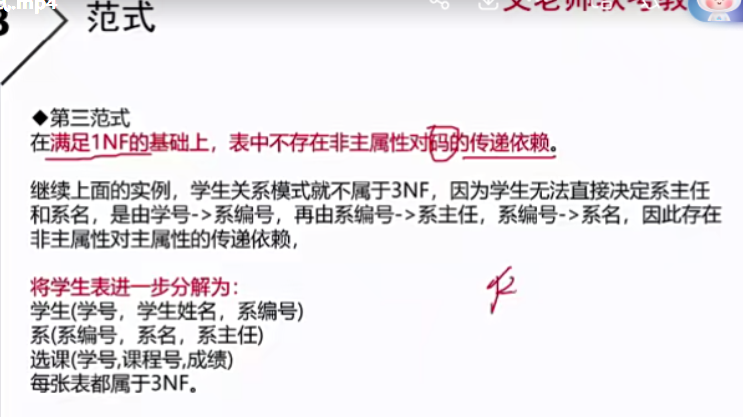 a.mp4
范式
文老师软考教
◆第三范式
在满足1NF的基础上，表中不存在非主属性对码的传递依赖。
继续上面的实例，学生关系模式就不属于3NF，因为学生无法直接决定系主任
和系名，是由学号->系编号，再由系编号->系主任，系编号->系名，因此存在
非主属性对主属性的传递依赖，
将学生表进一步分解为：
学生(学号，学生姓名，系编号)
系(系编号，系名，系主任)
选课(学号,课程号,成绩)
每张表都属于3NF。